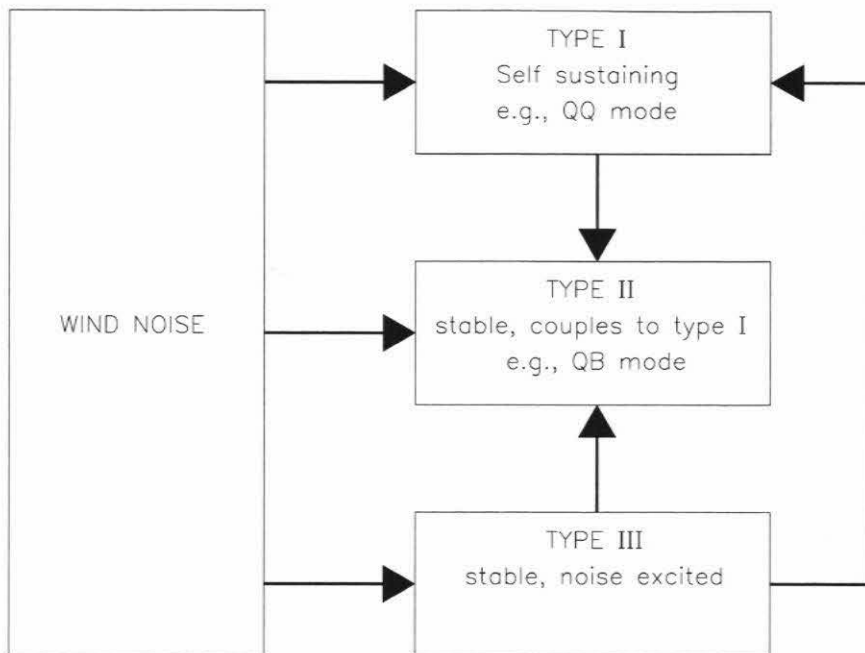 WIND NOISE
TYPE I
Self sustaining
e.g., QQ mode
TYPE II
stable, couples to type I
e.g., QB mode
TYPE III
stable, noise excited